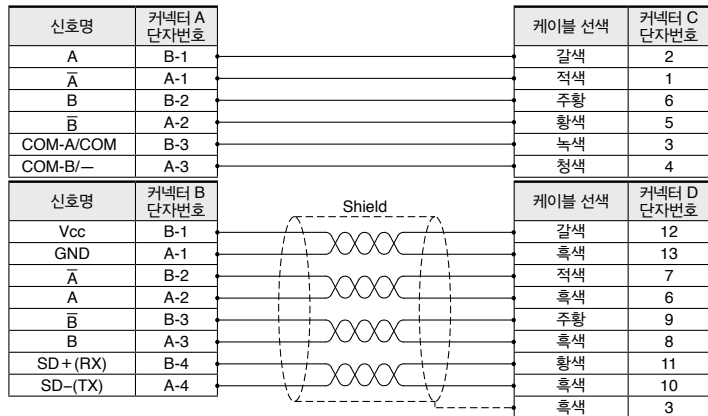 신호명 커넥터 A 단자번호 케이블 선색 커넥터 C 단자번호
A B-1 갈색 2
A̅ A-1 적색 1
B B-2 주황 6
B̅ A-2 황색 5
COM-A/COM B-3 녹색 3
COM-B/— A-3 청색 4
신호명 커넥터 B 단자번호 Shield 케이블 선색 커넥터 D 단자번호
Vcc B-1 갈색 12
GND A-1 흑색 13
A̅ B-2 적색 7
A A-2 흑색 6
B̅ B-3 주황 9
B A-3 흑색 8
SD+(RX) B-4 황색 11
SD−(TX) A-4 흑색 10
흑색 3